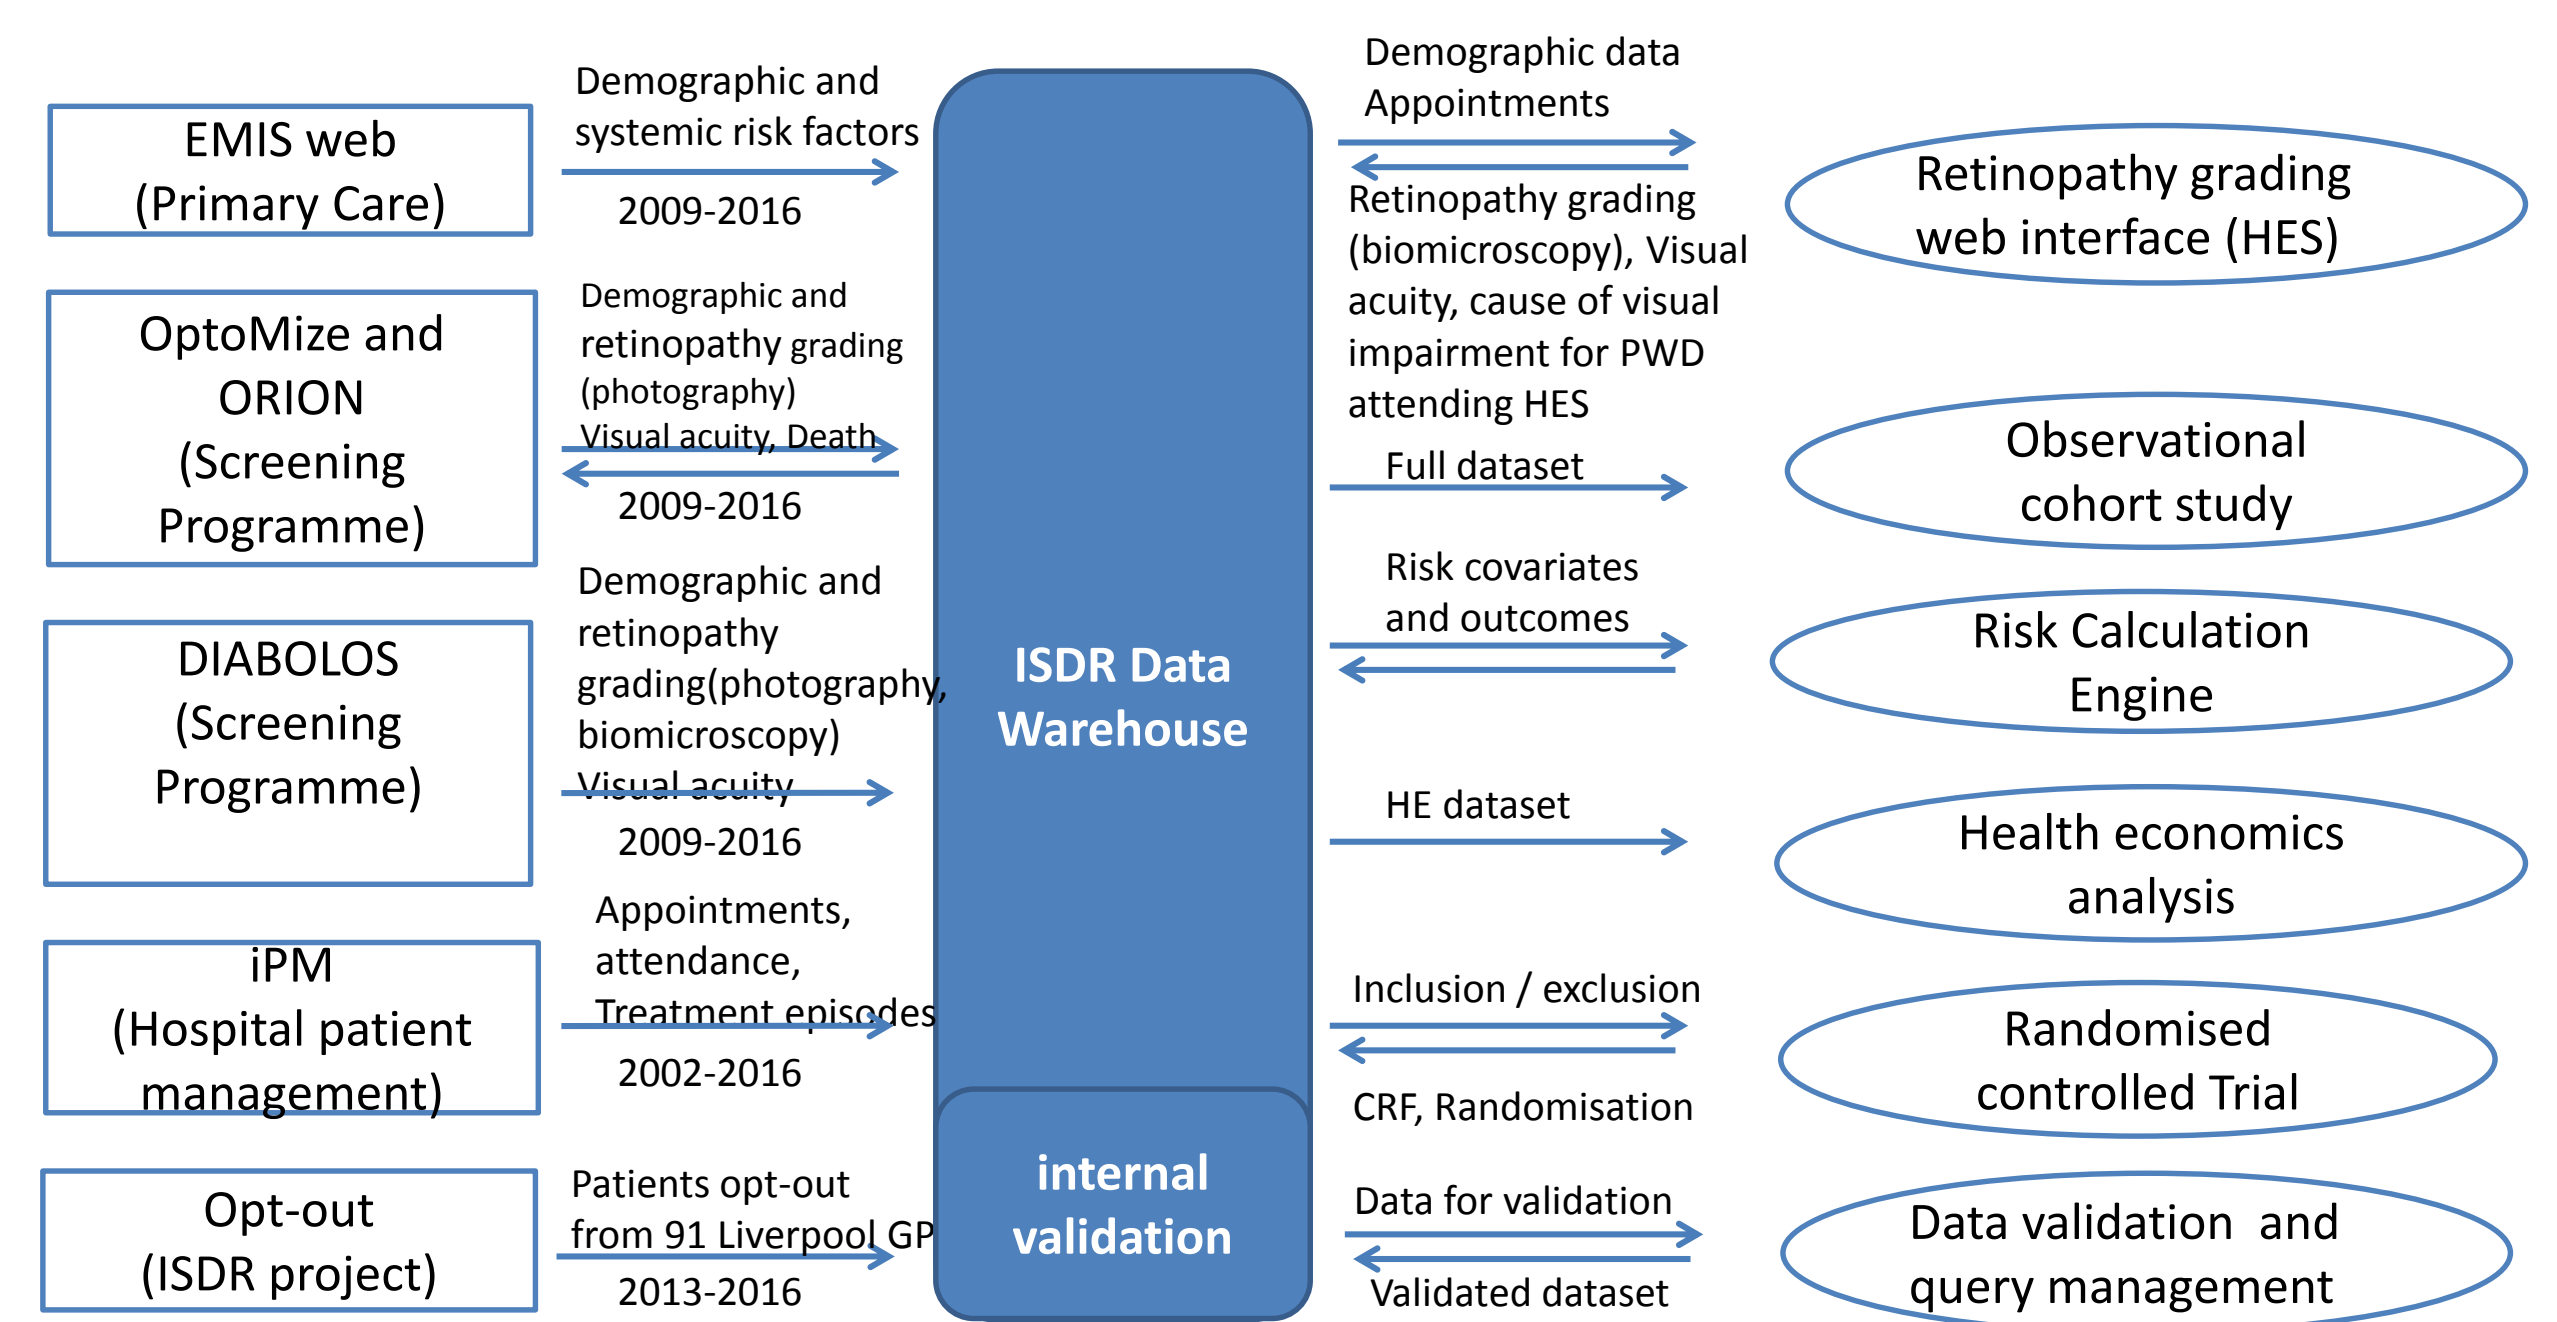 EMIS web
(Primary Care)
Demographic and
systemic risk factors
2009-2016
OptoMize and
ORION
(Screening
Programme)
Demographic and
retinopathy grading
(photography)
Visual acuity, Death
2009-2016
DIABOLOS
(Screening
Programme)
Demographic and
retinopathy
grading(photography,
biomicroscopy)
Visual acuity
2009-2016
iPM
(Hospital patient
management)
Appointments,
attendance,
Treatment episodes
2002-2016
Opt-out
(ISDR project)
Patients opt-out
from 91 Liverpool GP
2013-2016
ISDR Data
Warehouse
internal
validation
Demographic data
Appointments
Retinopathy grading
(biomicroscopy), Visual
acuity, cause of visual
impairment for PWD
attending HES
Retinopathy grading
web interface (HES)
Full dataset
Observational
cohort study
Risk covariates
and outcomes
Risk Calculation
Engine
HE dataset
Health economics
analysis
Inclusion / exclusion
CRF, Randomisation
Randomised
controlled Trial
Data for validation
Validated dataset
Data validation  and
query management